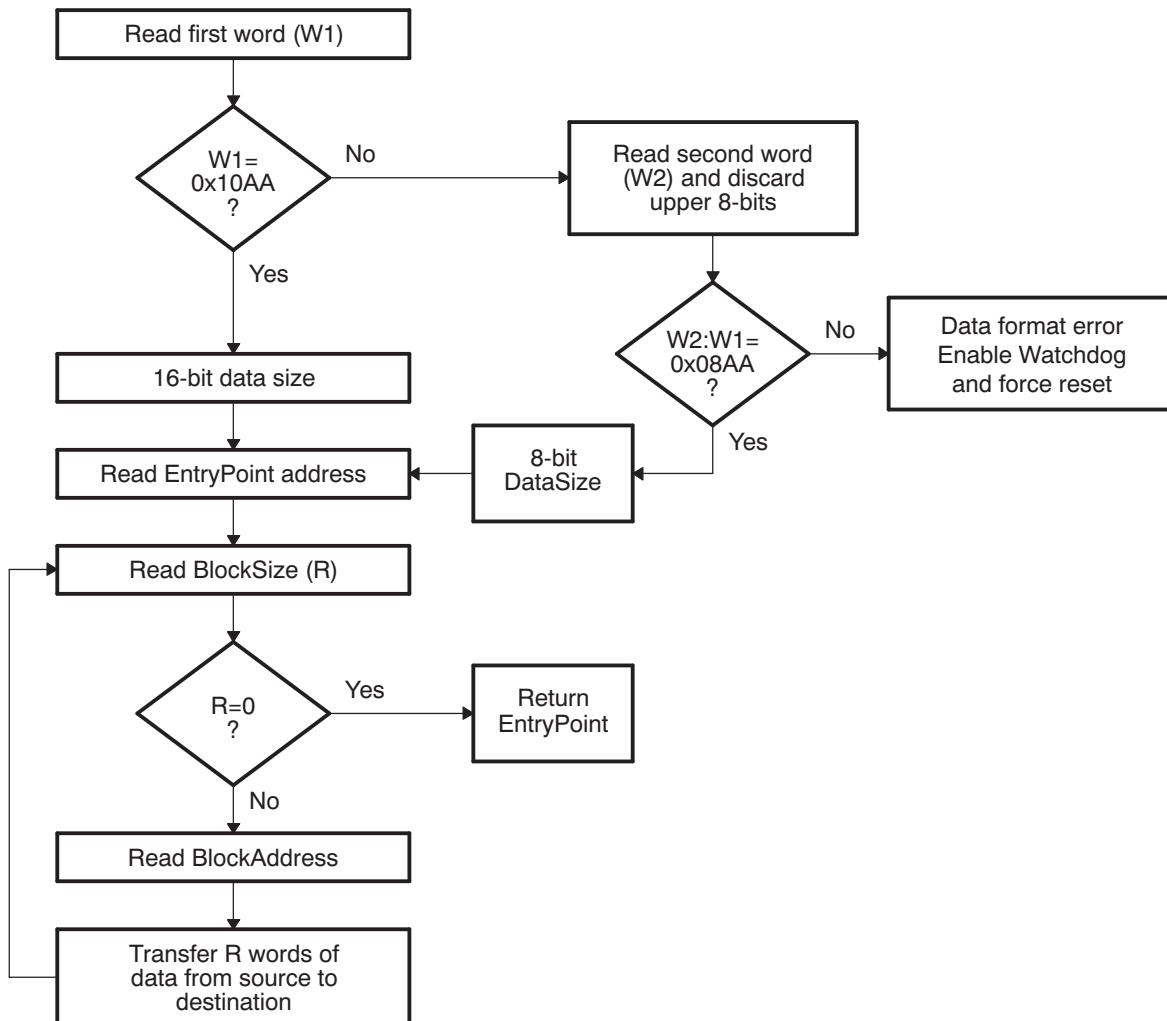 Read first word (W1)
W1=
0x10AA
?
No
Read second word
(W2) and discard
upper 8-bits
Yes
W2:W1=
0x08AA
?
No
Data format error
Enable Watchdog
and force reset
16-bit data size
Yes
8-bit
DataSize
Read EntryPoint address
Read BlockSize (R)
R=0
?
Yes
Return
EntryPoint
No
Read BlockAddress
Transfer R words of
data from source to
destination